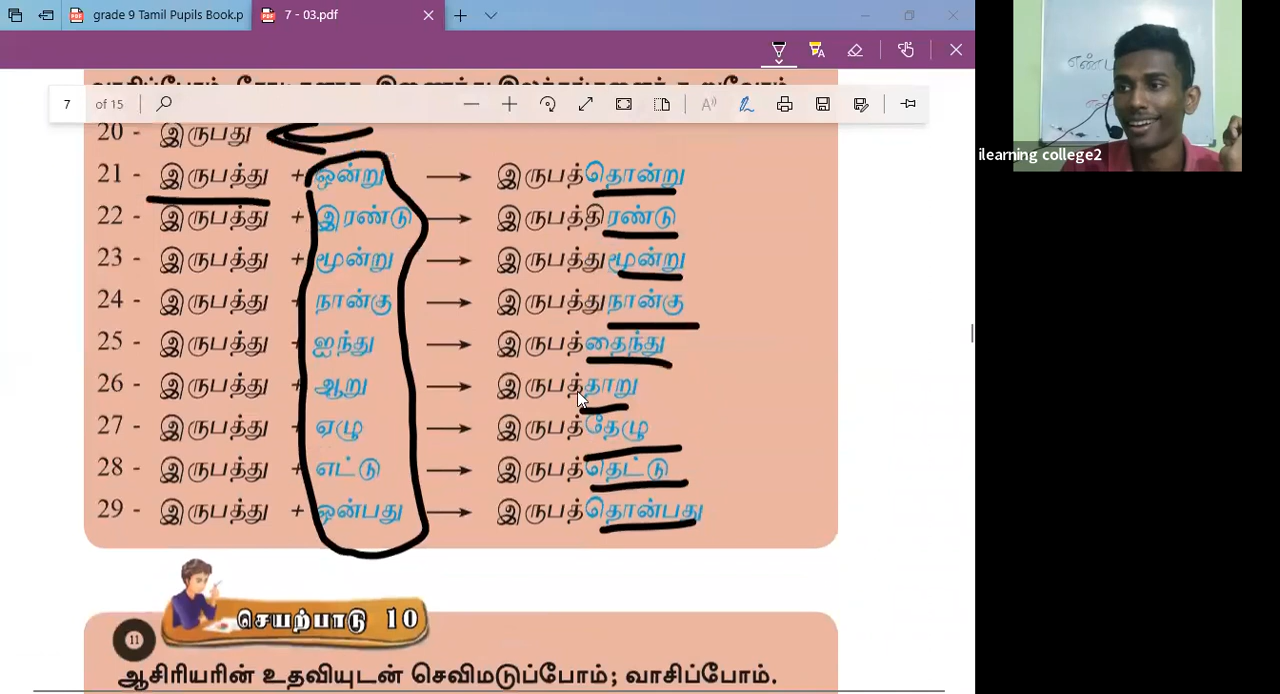 grade 9 Tamil Pupils Book.p
7 - 03.pdf
7 of 15
20 - இருபது
21 - இருபத்து + ஒன்று → இருபத்தொன்று
22 - இருபத்து + இரண்டு → இருபத்திரண்டு
23 - இருபத்து + மூன்று → இருபத்துமூன்று
24 - இருபத்து + நான்கு → இருபத்துநான்கு
25 - இருபத்து + ஐந்து → இருபத்தைந்து
26 - இருபத்து + ஆறு → இருபத்தாறு
27 - இருபத்து + ஏழு → இருபத்தேழு
28 - இருபத்து + எட்டு → இருபத்தெட்டு
29 - இருபத்து + ஒன்பது → இருபத்தொன்பது
செயற்பாடு 10
11
ஆசிரியரின் உதவியுடன் செவிமடுப்போம்; வாசிப்போம்.
ilearning college2